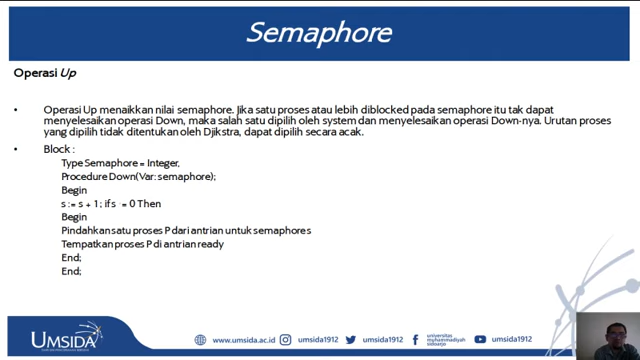 Semaphore
Operasi Up
• Operasi Up menaikkan nilai semaphore. Jika satu proses atau lebih diblocked pada semaphore itu tak dapat
menyelesaikan operasi Down, maka salah satu dipilih oleh system dan menyelesaikan operasi Down-nya. Urutan proses
yang dipilih tidak ditentukan oleh Djikstra, dapat dipilih secara acak.
• Block :
Type Semaphore = Integer,
Procedure Down(Var: semaphore);
Begin
s := s + 1; if s = 0 Then
Begin
Pindahkan satu proses P dari antrian untuk semaphore s
Tempatkan proses P di antrian ready
End;
End;
UMSIDA
www.umsida.ac.id
umsida1912
umsida1912
universitas
muhammadiyah
sidoarjo
umsida1912